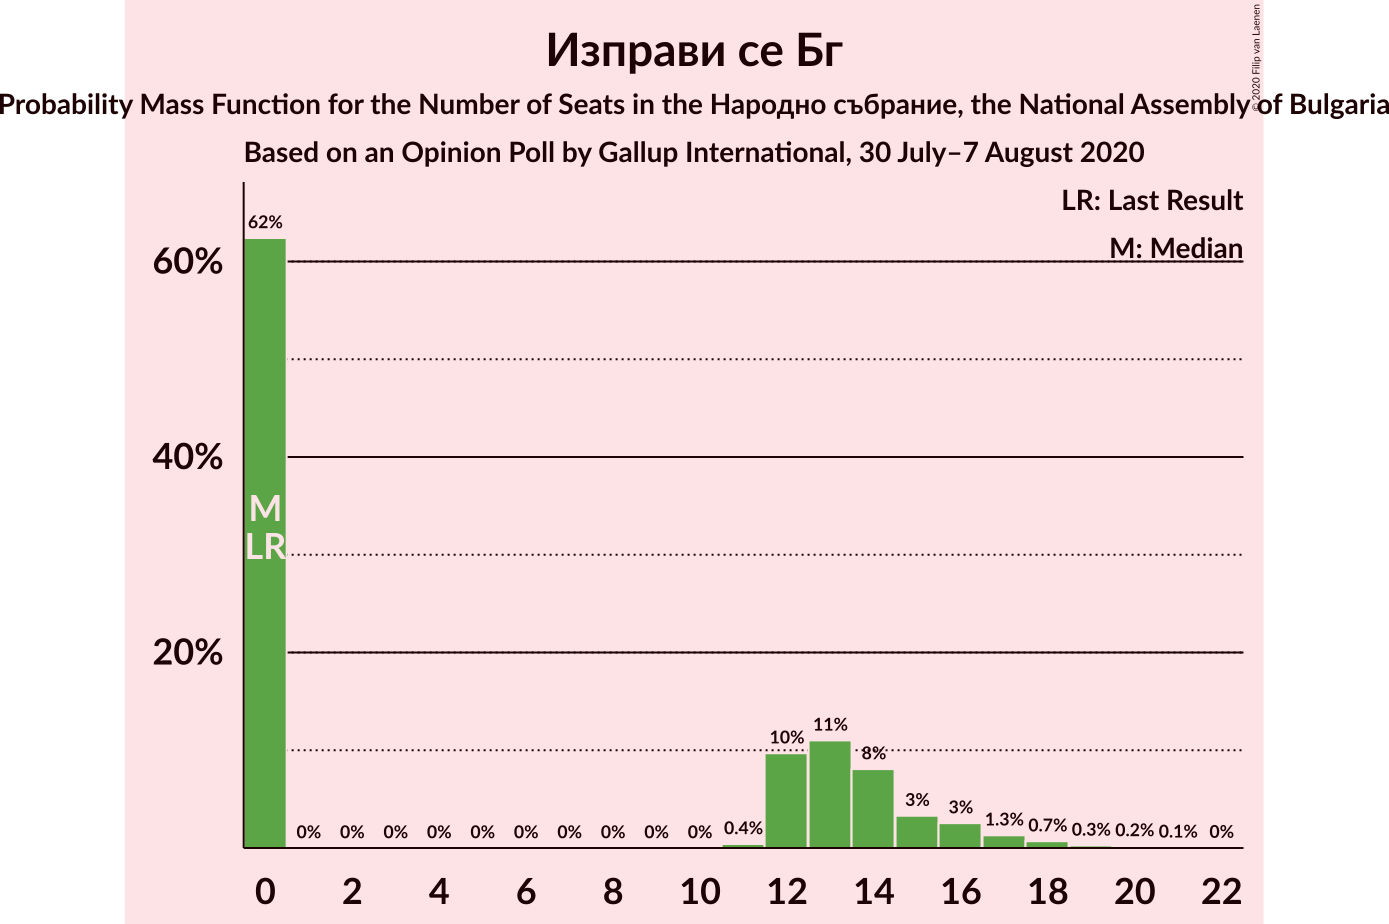 Изправи се Бг
Probability Mass Function for the Number of Seats in the Народно събрание, the National Assembly of Bulgaria
Based on an Opinion Poll by Gallup International, 30 July–7 August 2020
© 2020 Filip van Laenen
LR: Last Result
M: Median
60%
40%
20%
62%
M
LR
0% 0% 0% 0% 0% 0% 0% 0% 0% 0% 0.4% 10% 11% 8% 3% 3% 1.3% 0.7% 0.3% 0.2% 0.1% 0%
0 2 4 6 8 10 12 14 16 18 20 22